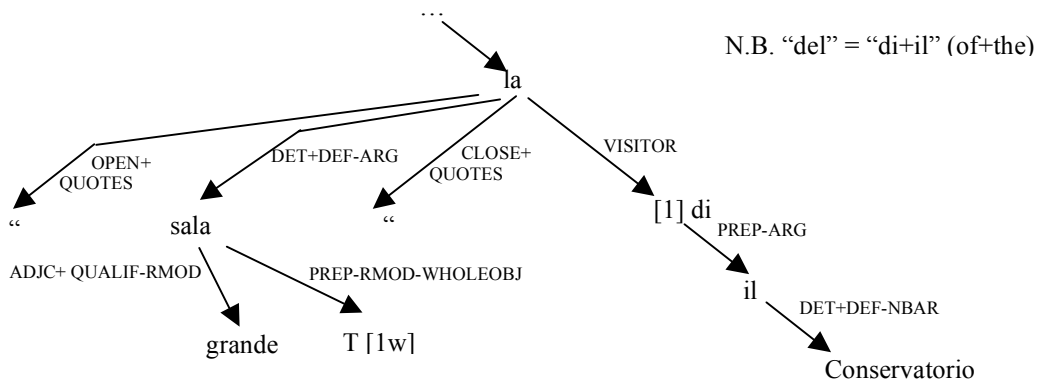 …
N.B. “del” = “di+il” (of+the)
la
OPEN+
QUOTES
DET+DEF-ARG
CLOSE+
QUOTES
VISITOR
“
sala
“
[1] di
ADJC+ QUALIF-RMOD
PREP-RMOD-WHOLEOBJ
PREP-ARG
grande
T [1w]
il
DET+DEF-NBAR
Conservatorio